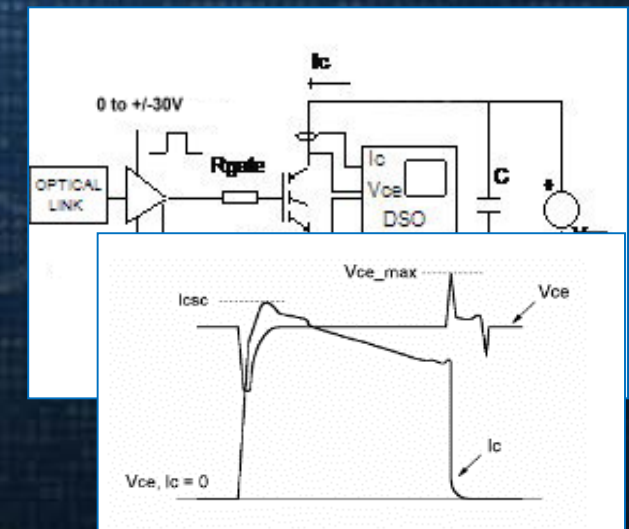 Ic
0 to +/-30V
Rgate
OPTICAL
LINK
Ic
Vce
DSO
C
+
Vce_max
Vce
Icsc
Ic
Vce, Ic = 0